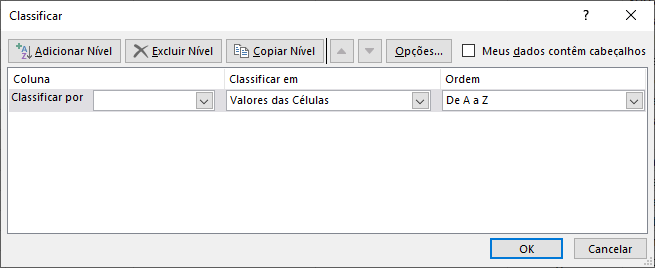 Classificar
?
Adicionar Nível Excluir Nível Copiar Nível Opções... Meus dados contêm cabeçalhos
Coluna Classificar em Ordem
Classificar por Valores das Células De A a Z
OK Cancelar